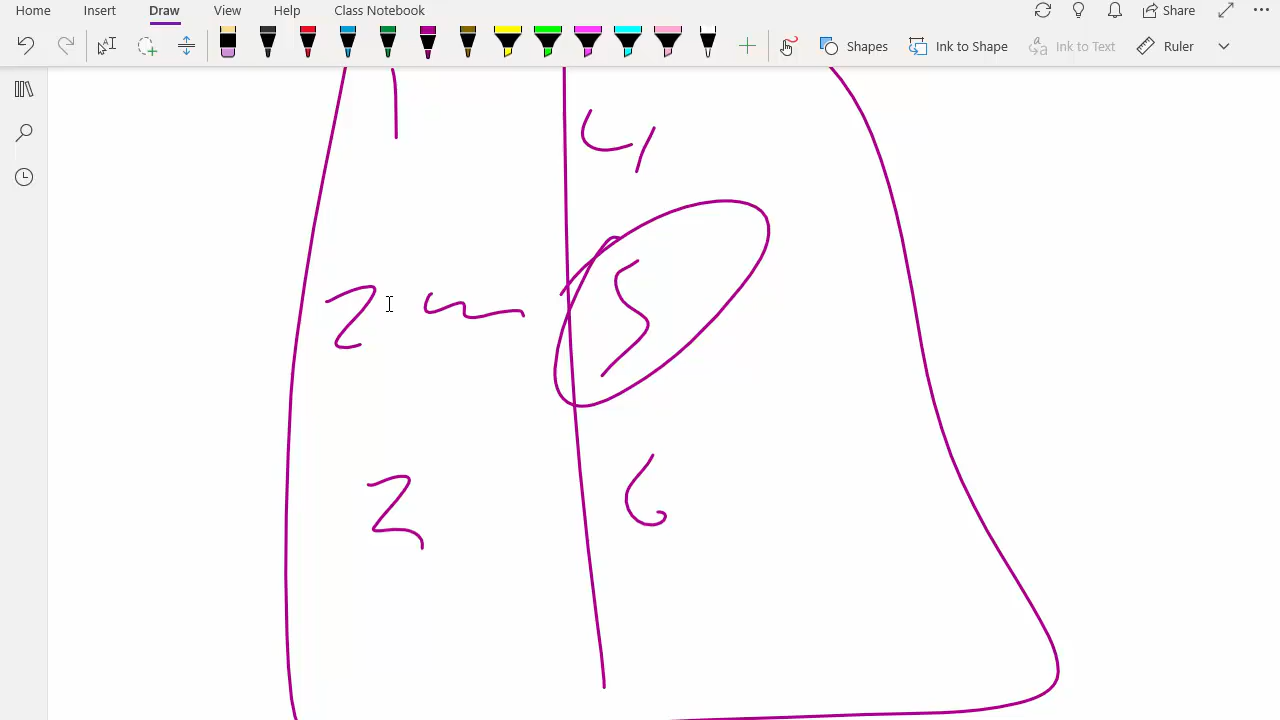 Home Insert Draw View Help Class Notebook Share
Shapes Ink to Shape Ink to Text Ruler
1 4
2 5
2 6